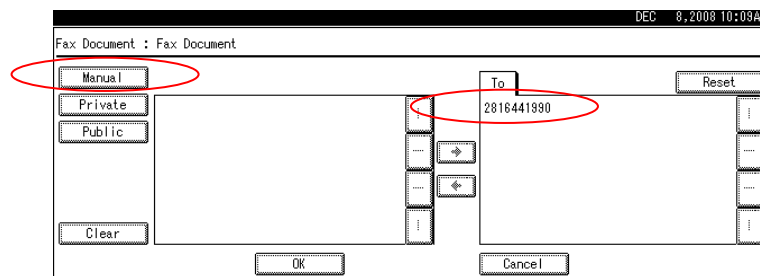 DEC 8,2008 10:09A
Fax Document : Fax Document
Manual
To
Reset
Private
2816441990
Public
Clear
OK
Cancel